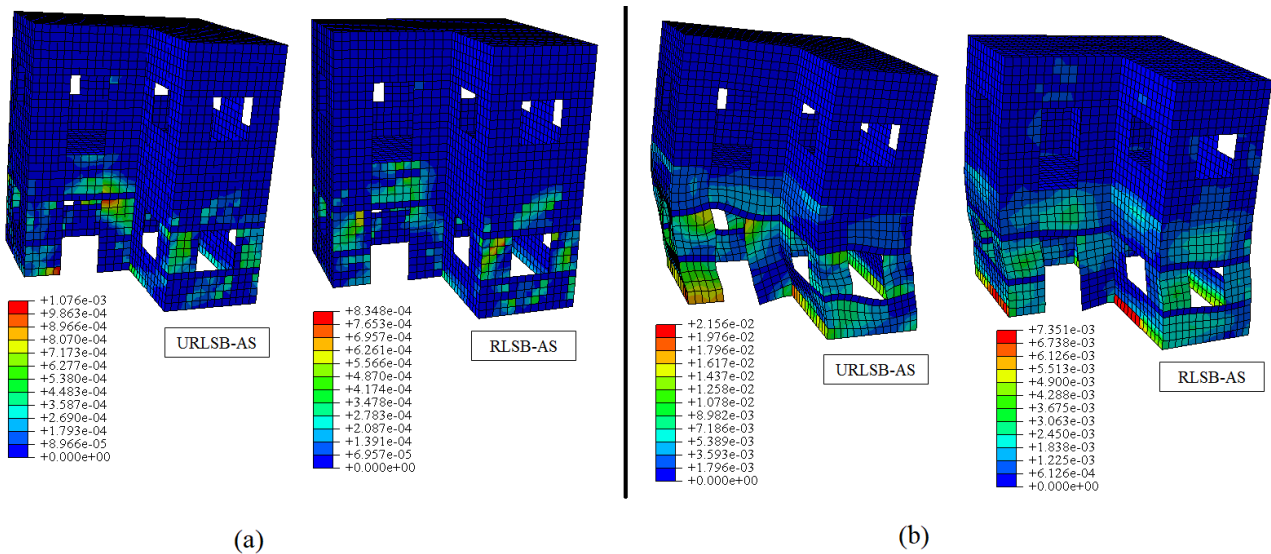 +1.076e-03
+9.863e-04
+8.966e-04
+8.070e-04
+7.173e-04
+6.277e-04
+5.380e-04
+4.483e-04
+3.587e-04
+2.690e-04
+1.793e-04
+8.966e-05
+0.000e+00
URLSB-AS
+8.348e-04
+7.653e-04
+6.957e-04
+6.261e-04
+5.566e-04
+4.870e-04
+4.174e-04
+3.478e-04
+2.783e-04
+2.087e-04
+1.391e-04
+6.957e-05
+0.000e+00
RLSB-AS
(a)
+2.156e-02
+1.976e-02
+1.796e-02
+1.617e-02
+1.437e-02
+1.258e-02
+1.078e-02
+8.982e-03
+7.186e-03
+5.389e-03
+3.593e-03
+1.796e-03
+0.000e+00
URLSB-AS
+7.351e-03
+6.738e-03
+6.126e-03
+5.513e-03
+4.900e-03
+4.288e-03
+3.675e-03
+3.063e-03
+2.450e-03
+1.838e-03
+1.225e-03
+6.126e-04
+0.000e+00
RLSB-AS
(b)